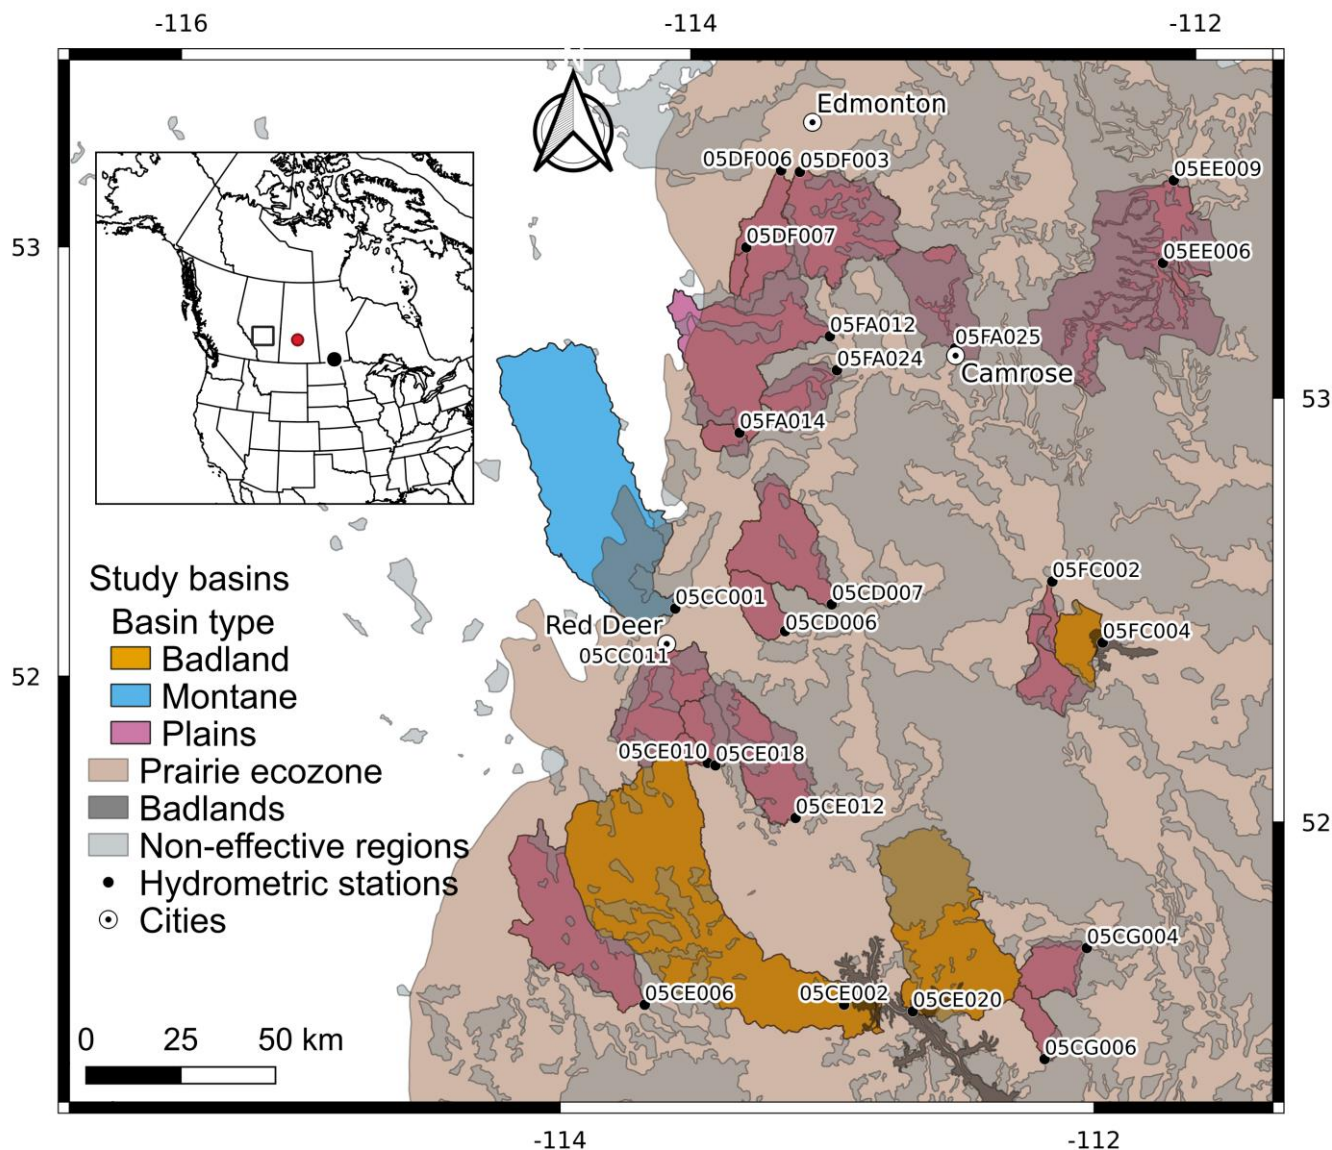 -116 -114 -112
N
Edmonton
05DF006 05DF003
05EE009
53
05DF007
05EE006
05FA012
05FA025
05FA024
Camrose
53
05FA014
Study basins
Basin type
Badland
Montane
Plains
Prairie ecozone
Badlands
Non-effective regions
Hydrometric stations
Cities
05FC002
05CC001
05CD007
05CD006
Red Deer
05FC004
05CC011
52
05CE010 05CE018
05CE012
52
05CG004
05CE006
05CE002
05CE020
05CG006
0 25 50 km
-114 -112